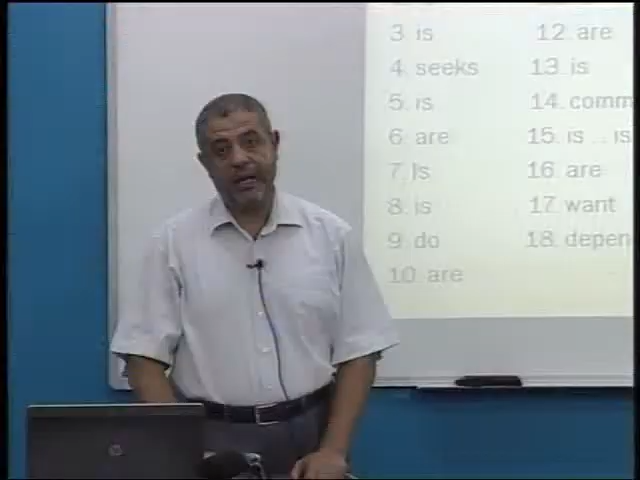 3 is
4. seeks
5. is
6. are
7. Is
8. is
9. do
10. are
12. are
13. is
14. comm
15. is .. is
16. are
17. want
18. depen
hp